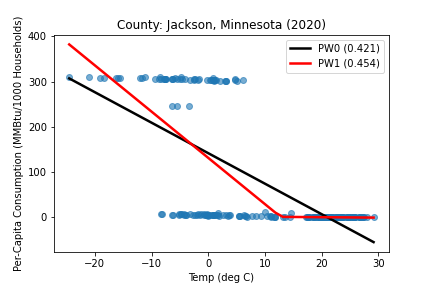 County: Jackson, Minnesota (2020)
PW0 (0.421)
PW1 (0.454)
Per-Capita Consumption (MMBtu/1000 Households)
400
300
200
100
0
−20
−10
0
10
20
30
Temp (deg C)